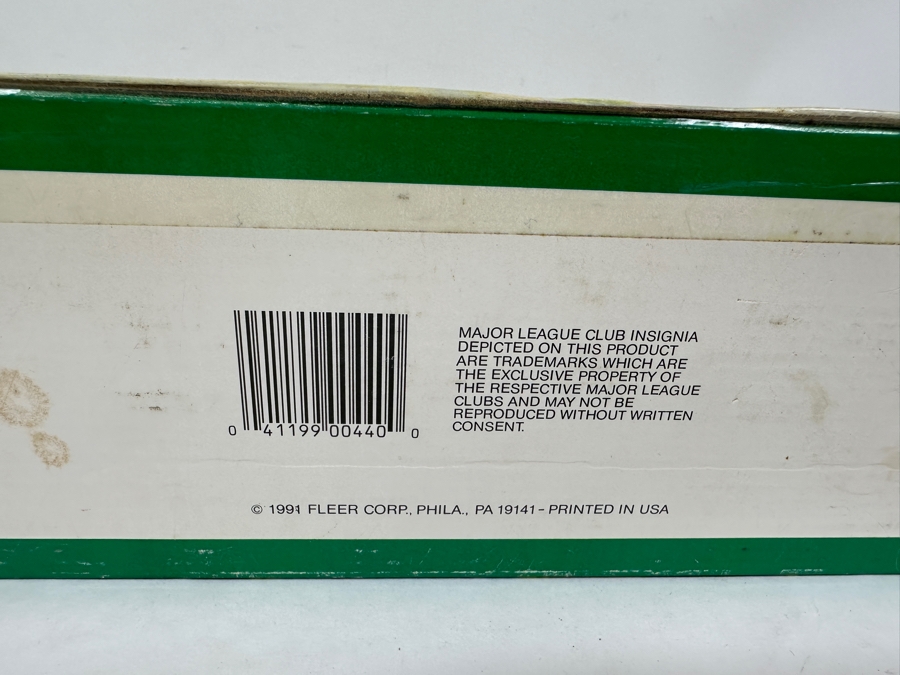 0 41199 00440 0
MAJOR LEAGUE CLUB INSIGNIA
DEPICTED ON THIS PRODUCT
ARE TRADEMARKS WHICH ARE
THE EXCLUSIVE PROPERTY OF
THE RESPECTIVE MAJOR LEAGUE
CLUBS AND MAY NOT BE
REPRODUCED WITHOUT WRITTEN
CONSENT.
© 1991 FLEER CORP., PHILA., PA 19141 - PRINTED IN USA